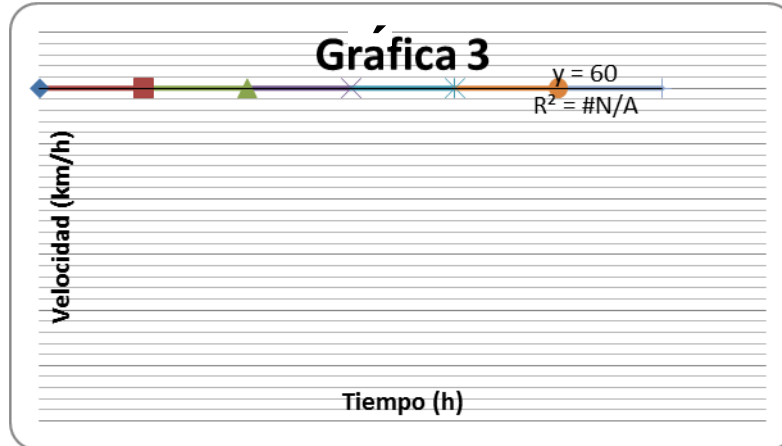 Gráfica 3
y = 60
R² = #N/A
Velocidad (km/h)
Tiempo (h)